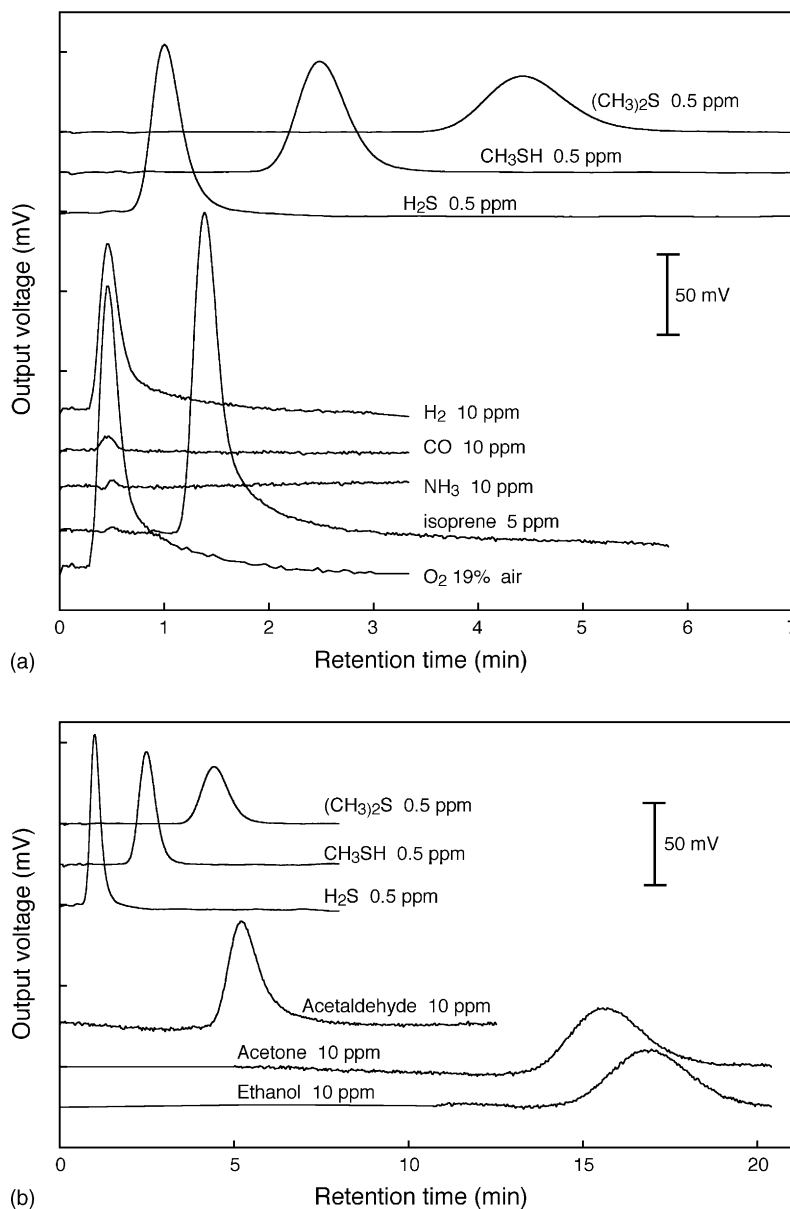 (CH3)2S 0.5 ppm
CH3SH 0.5 ppm
H2S 0.5 ppm
50 mV
H2 10 ppm
CO 10 ppm
NH3 10 ppm
isoprene 5 ppm
O2 19% air
Output voltage (mV)
0 1 2 3 4 5 6 7
Retention time (min)
(a)
(CH3)2S 0.5 ppm
CH3SH 0.5 ppm
H2S 0.5 ppm
50 mV
Acetaldehyde 10 ppm
Acetone 10 ppm
Ethanol 10 ppm
Output voltage (mV)
0 5 10 15 20
Retention time (min)
(b)